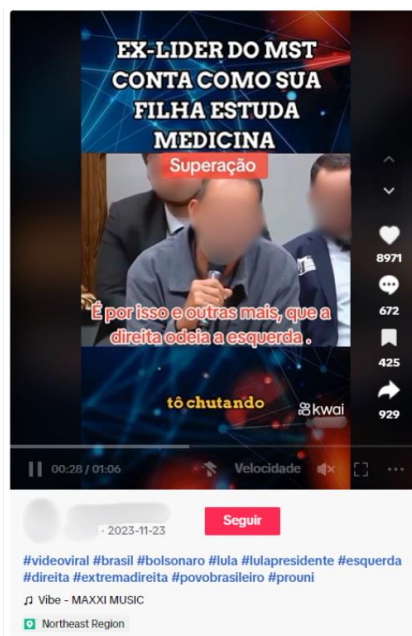 EX-LIDER DO MST
CONTA COMO SUA
FILHA ESTUDA
MEDICINA
Superação
É por isso e outras mais, que a
direita odeia a esquerda .
tô chutando
kwai
8971
672
425
929
00:28 / 01:06
Velocidade
· 2023-11-23
Seguir
#videoviral #brasil #bolsonaro #lula #lulapresidente #esquerda
#direita #extremadireita #povobrasileiro #prouni
♫ Vibe - MAXXI MUSIC
Northeast Region